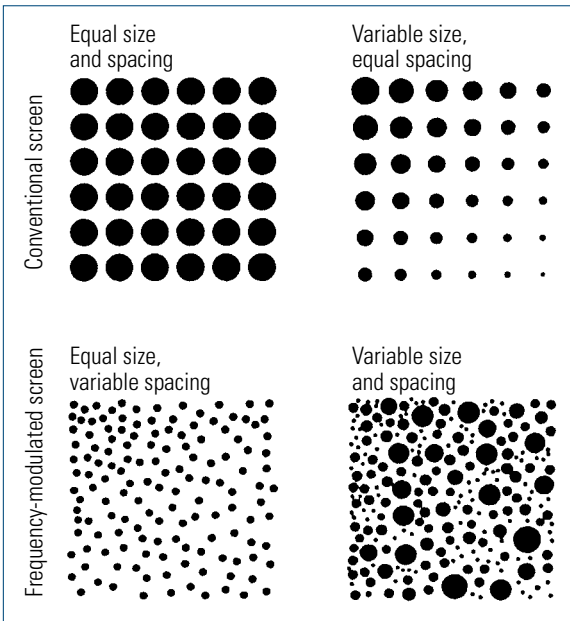 Conventional screen
Equal size
and spacing
Variable size,
equal spacing
Frequency-modulated screen
Equal size,
variable spacing
Variable size
and spacing